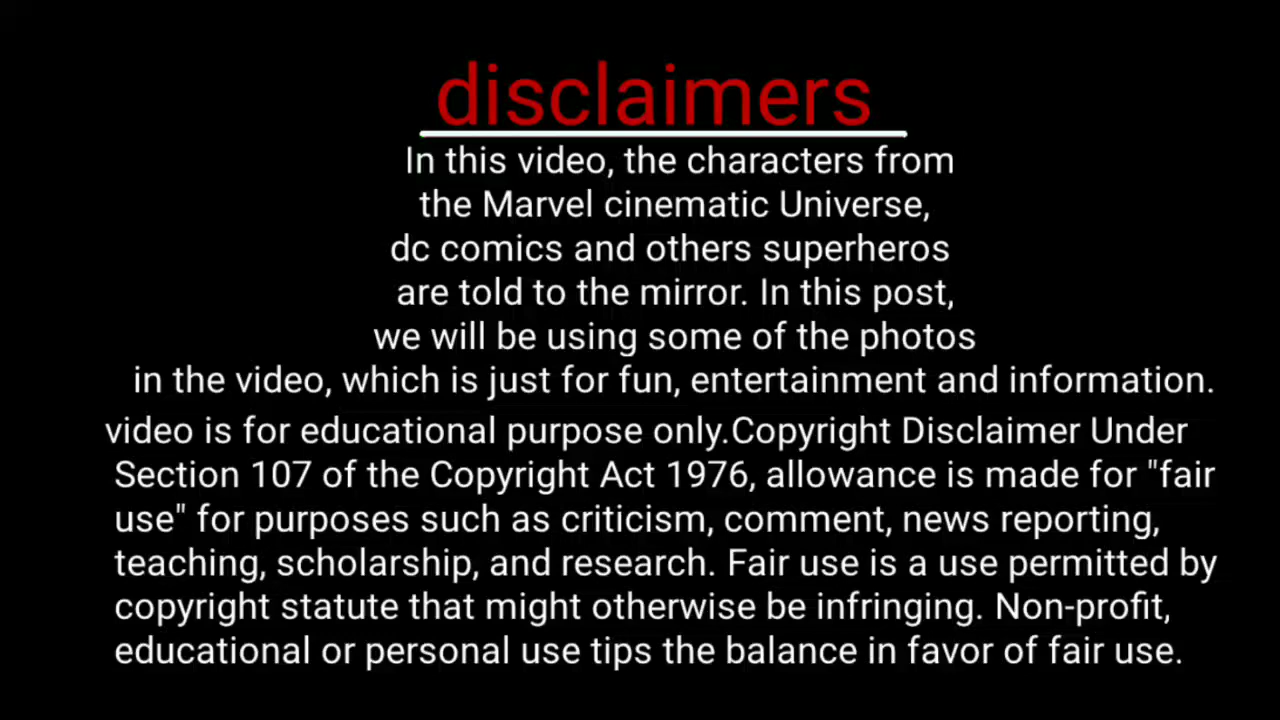 disclaimers
In this video, the characters from
the Marvel cinematic Universe,
dc comics and others superheros
are told to the mirror. In this post,
we will be using some of the photos
in the video, which is just for fun, entertainment and information.
video is for educational purpose only.Copyright Disclaimer Under
Section 107 of the Copyright Act 1976, allowance is made for "fair
use" for purposes such as criticism, comment, news reporting,
teaching, scholarship, and research. Fair use is a use permitted by
copyright statute that might otherwise be infringing. Non-profit,
educational or personal use tips the balance in favor of fair use.